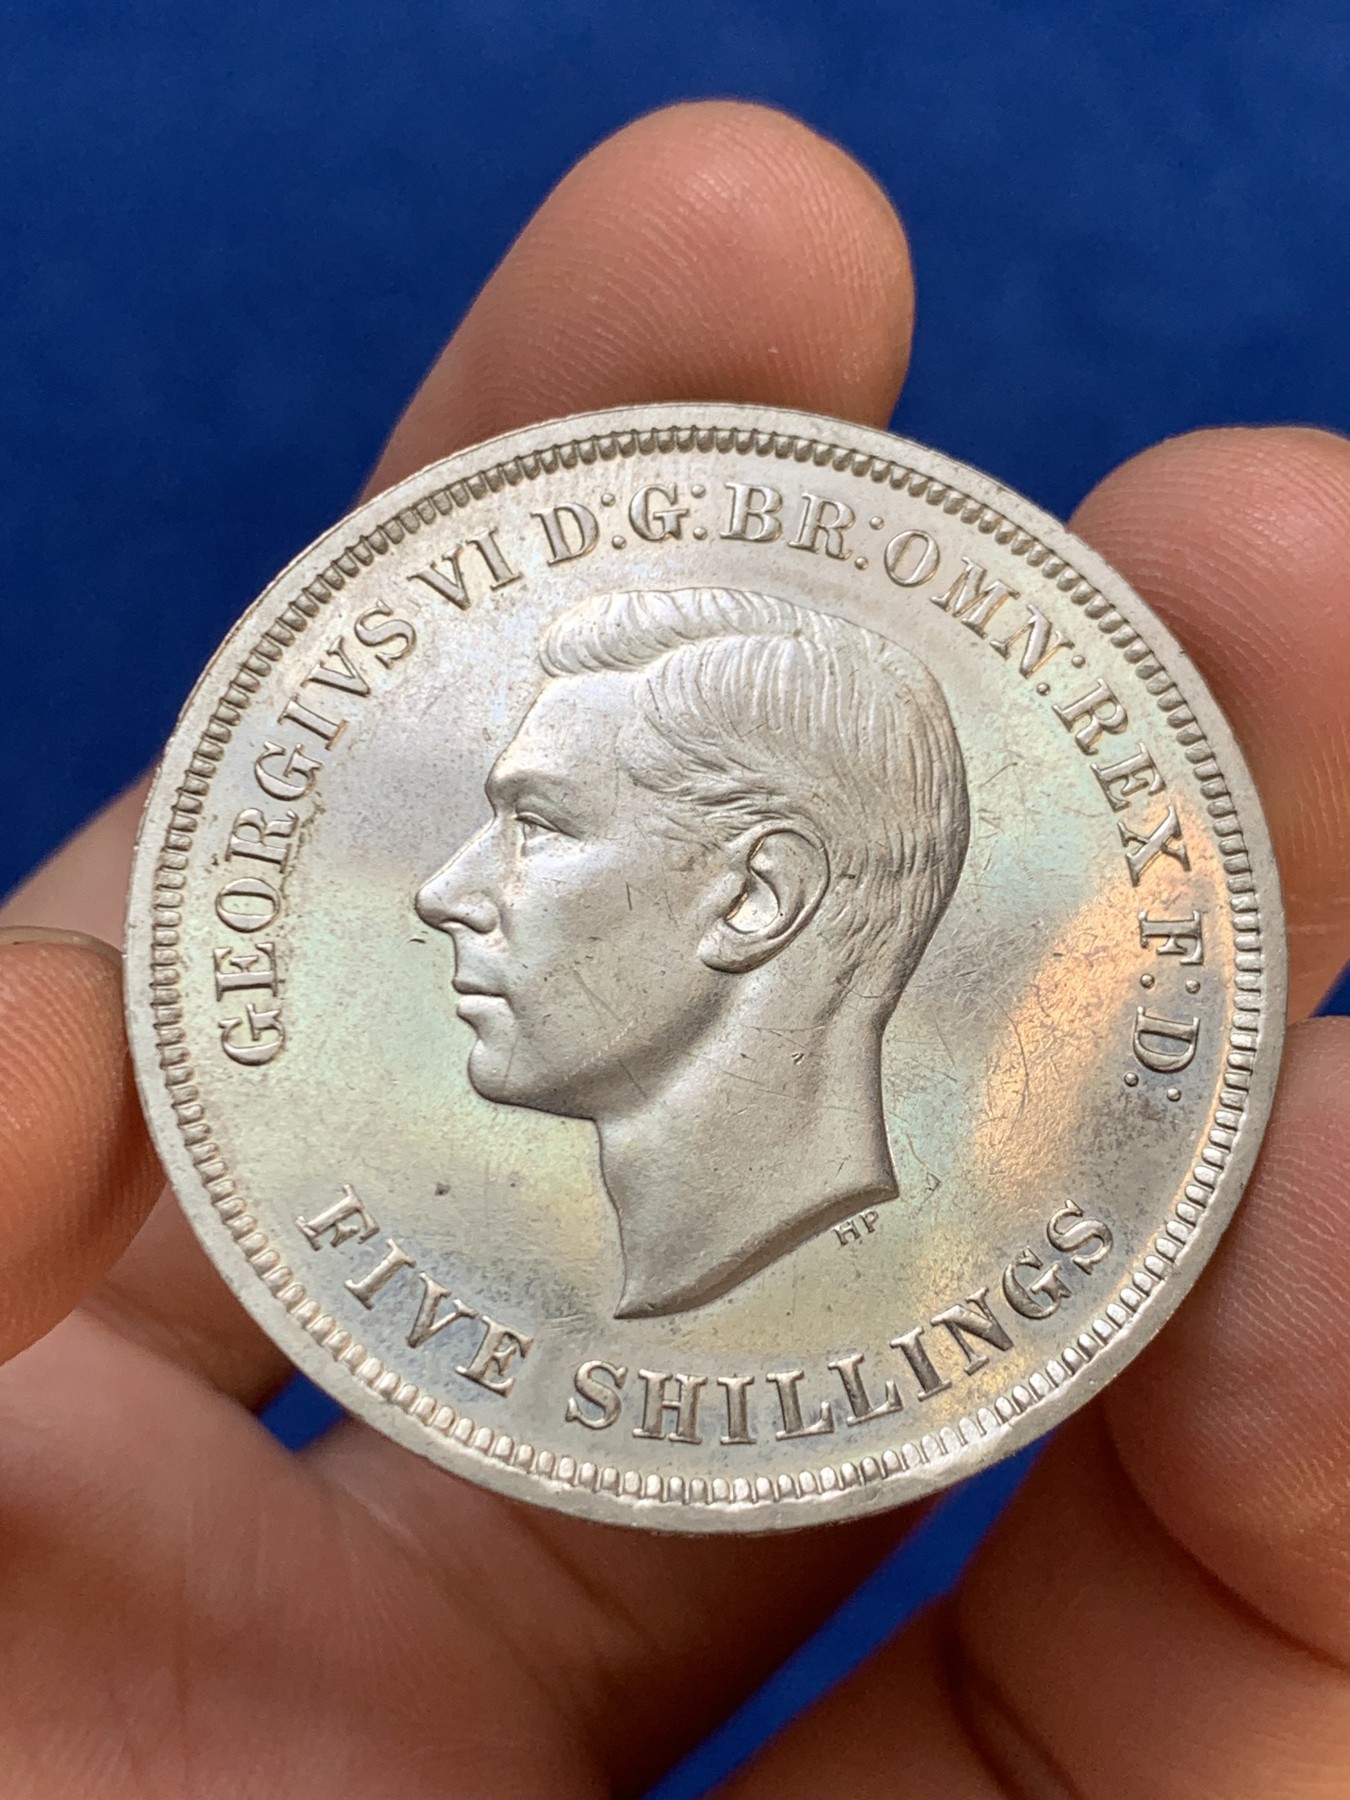 GEORGIVS VI D:G:BR:OMN:REX F:D:
HP
FIVE SHILLINGS